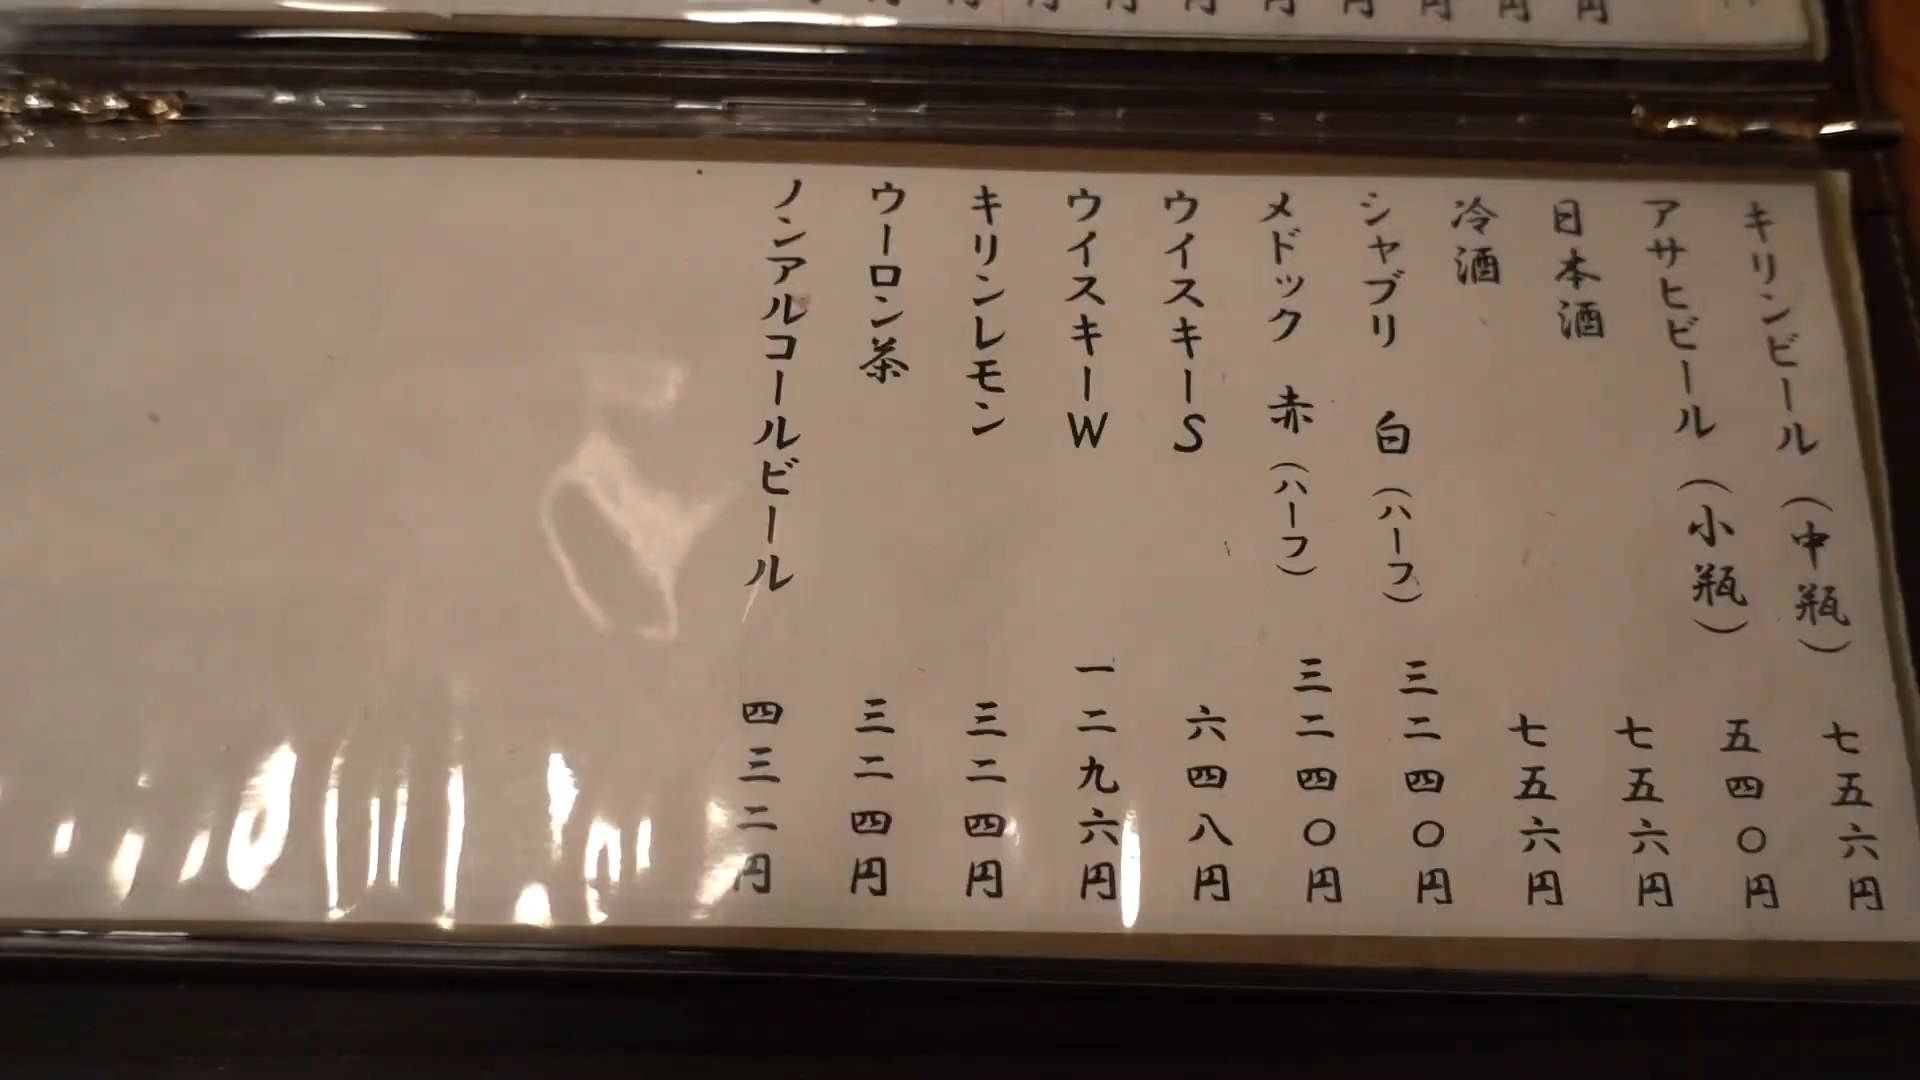 キリンビール（中瓶） 七五六円
アサヒビール（小瓶） 五四〇円
日本酒 七五六円
冷酒 七五六円
シャブリ 白（ハーフ） 三二四〇円
メドック 赤（ハーフ） 三二四〇円
ウイスキーS 六四八円
ウイスキーW 一二九六円
キリンレモン 三二四円
ウーロン茶 三二四円
ノンアルコールビール 四三二円